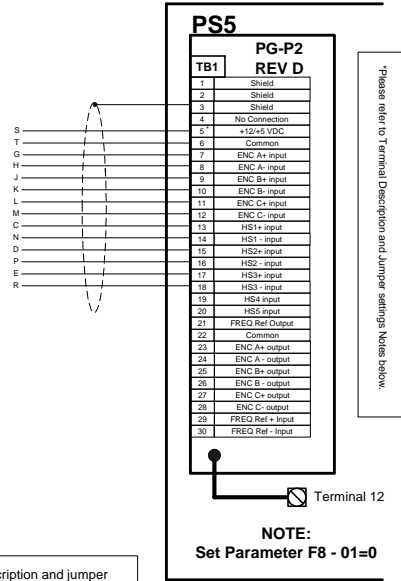 PS5
PG-P2
TB1 REV D
1 Shield
2 Shield
3 Shield
4 No Connection
S 5* +12/+5 VDC
T 6 Common
G 7 ENC A+ input
H 8 ENC A- input
J 9 ENC B+ input
K 10 ENC B- input
L 11 ENC C+ input
M 12 ENC C- input
C 13 HS1+ input
N 14 HS1 - input
D 15 HS2+ input
P 16 HS2 - input
E 17 HS3+ input
R 18 HS3 - input
19 HS4 input
20 HS5 input
21 FREQ Ref Output
22 Common
23 ENC A+ output
24 ENC A - output
25 ENC B+ output
26 ENC B - output
27 ENC C+ output
28 ENC C- output
29 FREQ Ref + Input
30 FREQ Ref - Input
*Please refer to Terminal Description and Jumper settings Notes below.
Terminal 12
NOTE:
Set Parameter F8 - 01=0
cription and jumper